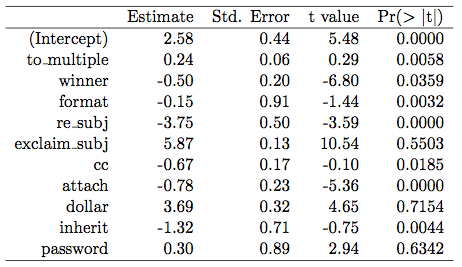 Estimate Std. Error t value Pr(> |t|)
(Intercept) 2.58 0.44 5.48 0.0000
to_multiple 0.24 0.06 0.29 0.0058
winner -0.50 0.20 -6.80 0.0359
format -0.15 0.91 -1.44 0.0032
re_subj -3.75 0.50 -3.59 0.0000
exclaim_subj 5.87 0.13 10.54 0.5503
cc -0.67 0.17 -0.10 0.0185
attach -0.78 0.23 -5.36 0.0000
dollar 3.69 0.32 4.65 0.7154
inherit -1.32 0.71 -0.75 0.0044
password 0.30 0.89 2.94 0.6342